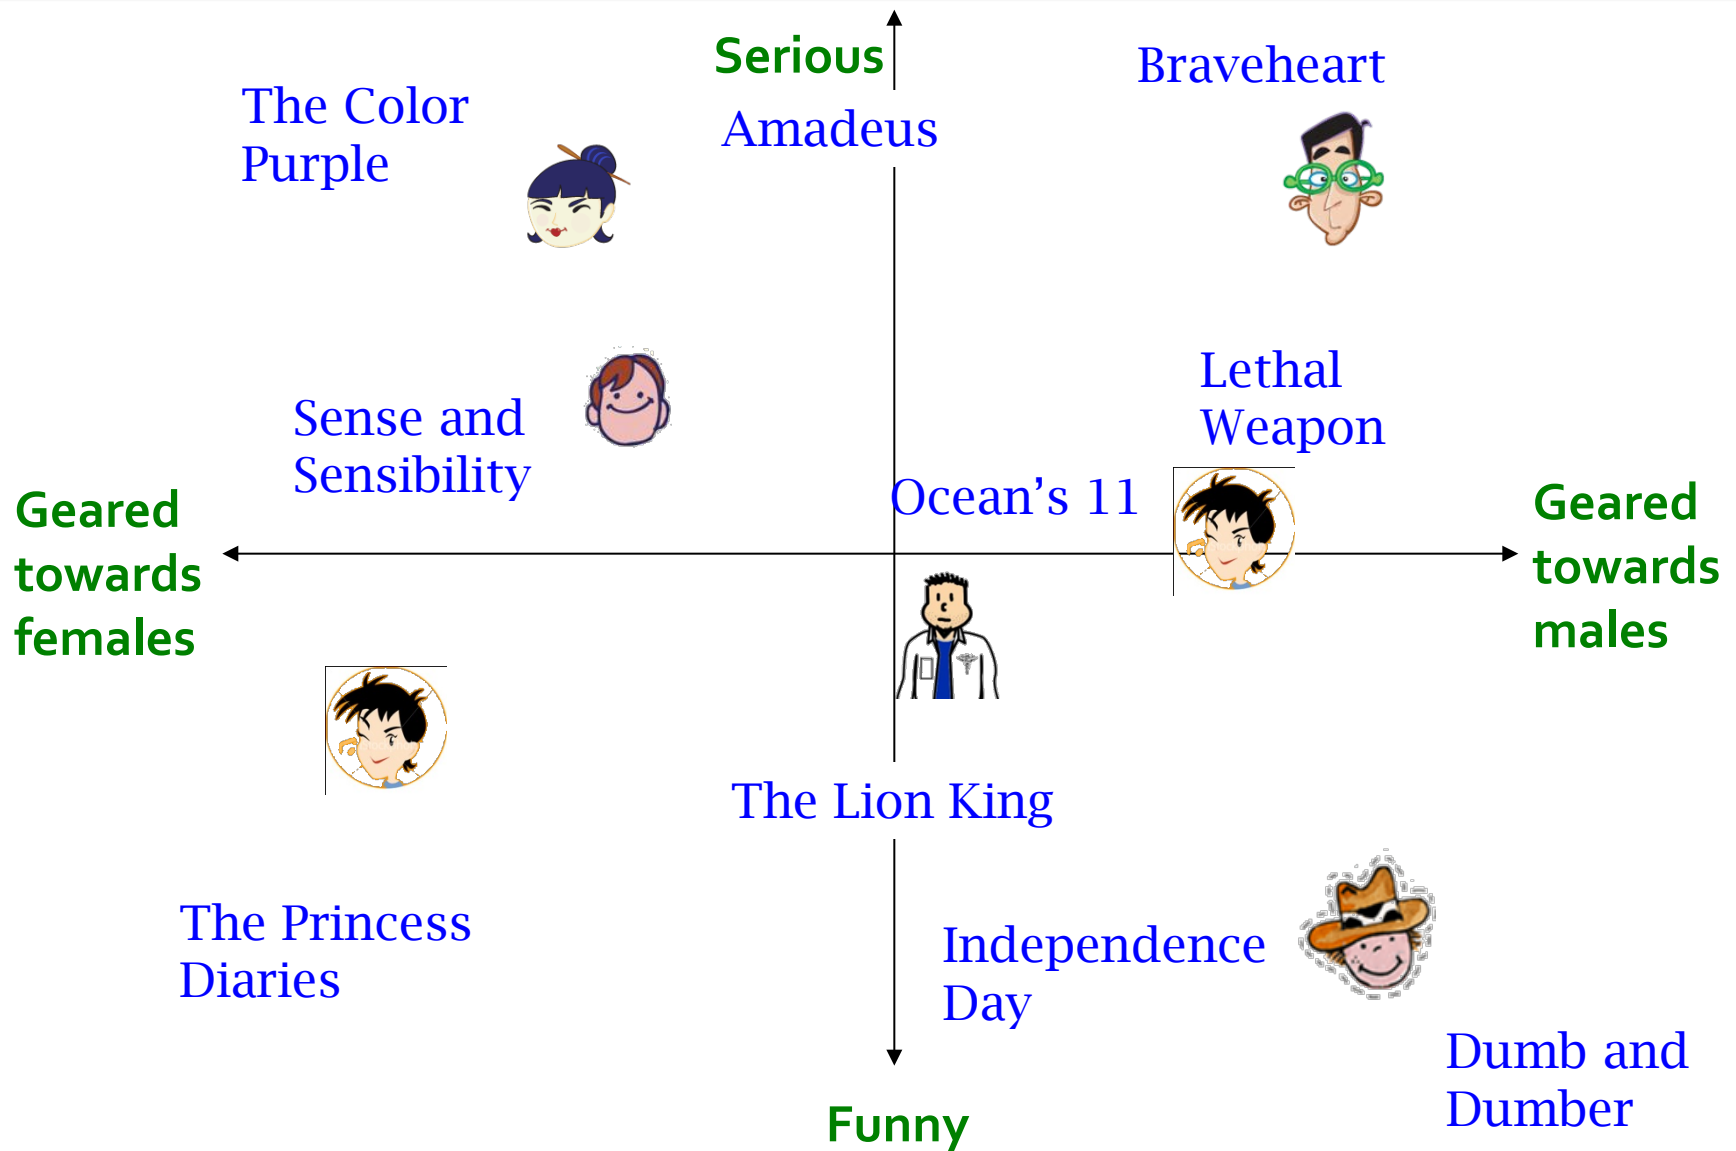 Serious
Braveheart
The Color
Purple
Amadeus
Lethal
Weapon
Sense and
Sensibility
Ocean’s 11
Geared
towards
females
Geared
towards
males
The Lion King
The Princess
Diaries
Independence
Day
Dumb and
Dumber
Funny